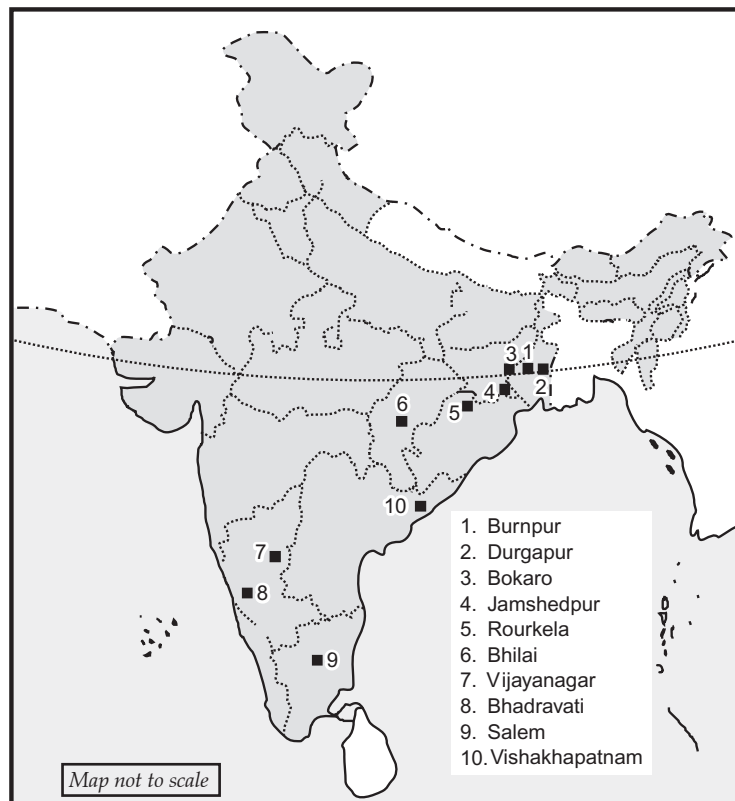 3
1
2
4
5
6
10
7
8
9
1. Burnpur
2. Durgapur
3. Bokaro
4. Jamshedpur
5. Rourkela
6. Bhilai
7. Vijayanagar
8. Bhadravati
9. Salem
10. Vishakhapatnam
Map not to scale